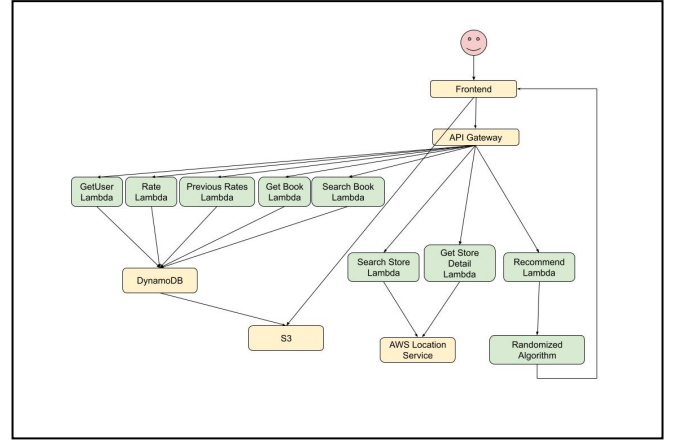 Frontend
API Gateway
GetUser
Lambda
Rate
Lambda
Previous Rates
Lambda
Get Book
Lambda
Search Book
Lambda
Search Store
Lambda
Get Store
Detail
Lambda
Recommend
Lambda
DynamoDB
S3
AWS Location
Service
Randomized
Algorithm